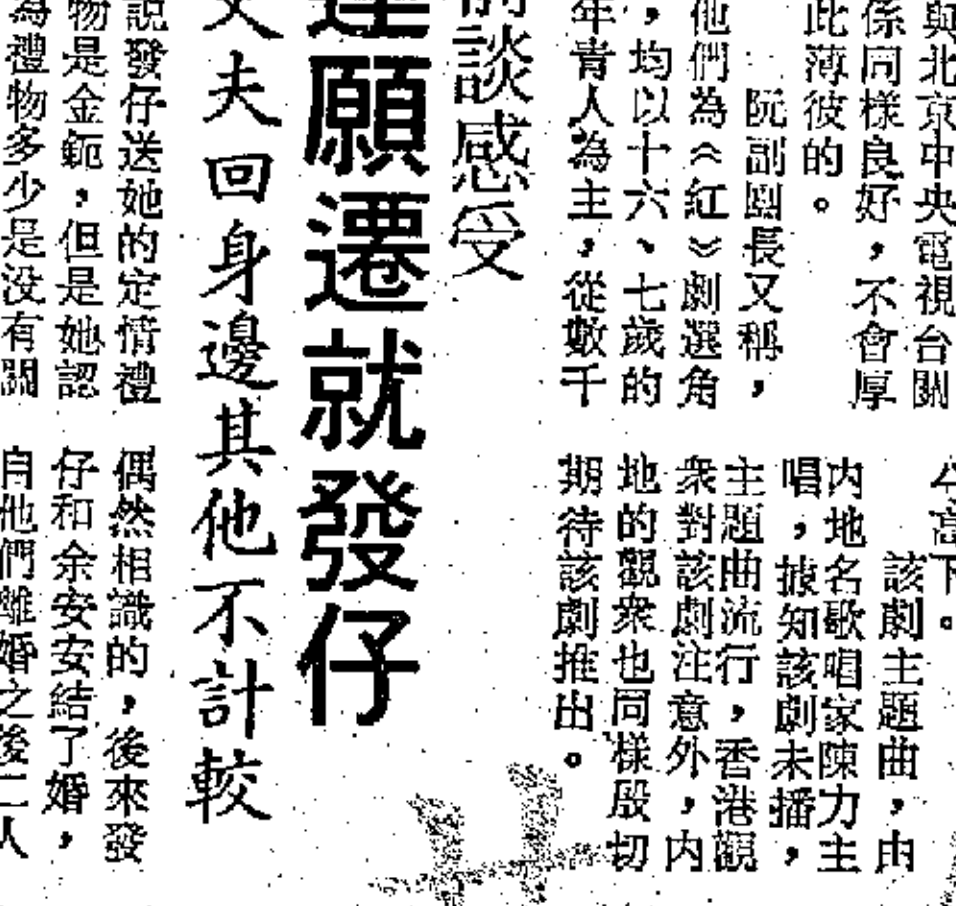 與北京中央電視台關
係同樣良好，不會厚
此薄彼的。
阮副團長又稱，
他們為《紅》劇選角
，均以十六、七歲的
年青人為主，從數千
下。
該劇主題曲，由
內地名歌唱家陳力主
唱，據知該劇未播，
主題曲流行，香港觀
衆對該劇注意外，內
地的觀衆也同樣殷切
期待該劇推出。
談感受
願遷就發仔
丈夫回身邊其他不計較
說發仔送她的定情禮
物是金鈪，但是她認
為禮物多少是没有關
偶然相識的，後來發
仔和余安安結了婚，
自他們離婚之後二人